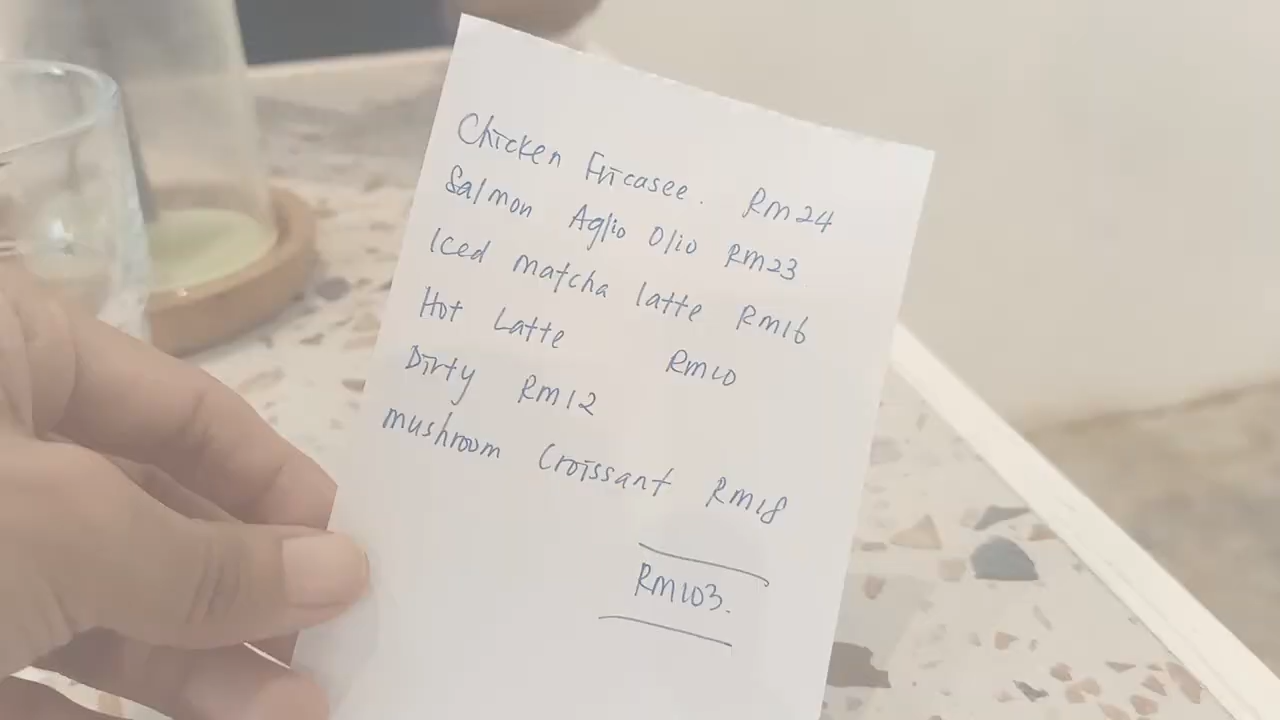 Chicken Fricasee. RM24
Salmon Aglio Olio RM23
Iced matcha latte RM16
Hot Latte RM10
Dirty RM12
mushroom Croissant RM18
RM103.